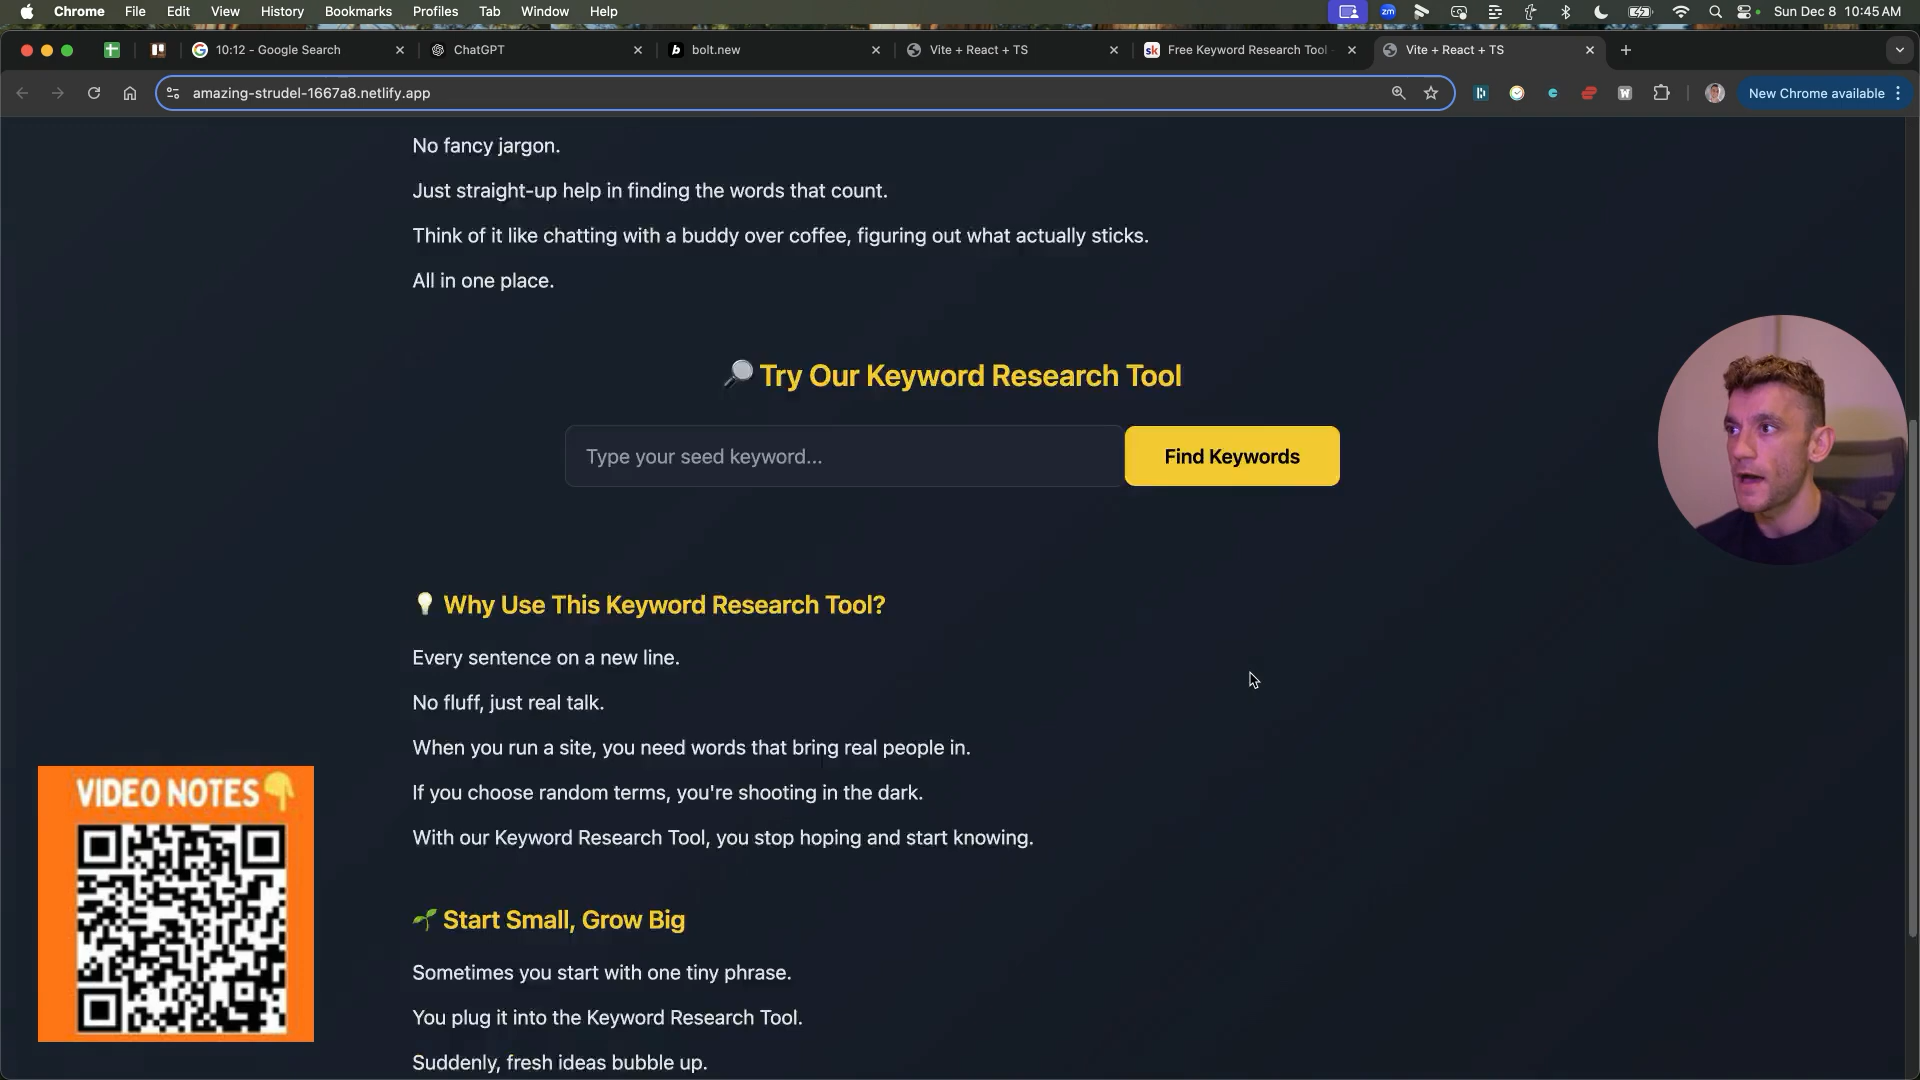 Chrome File Edit View History Bookmarks Profiles Tab Window Help
zm
Sun Dec 8 10:45 AM
10:12 - Google Search
ChatGPT
b bolt.new
Vite + React + TS
sk Free Keyword Research Tool
Vite + React + TS
amazing-strudel-1667a8.netlify.app
New Chrome available
No fancy jargon.
Just straight-up help in finding the words that count.
Think of it like chatting with a buddy over coffee, figuring out what actually sticks.
All in one place.
🔎 Try Our Keyword Research Tool
Type your seed keyword...
Find Keywords
💡 Why Use This Keyword Research Tool?
Every sentence on a new line.
No fluff, just real talk.
When you run a site, you need words that bring real people in.
If you choose random terms, you're shooting in the dark.
With our Keyword Research Tool, you stop hoping and start knowing.
🌱 Start Small, Grow Big
Sometimes you start with one tiny phrase.
You plug it into the Keyword Research Tool.
Suddenly, fresh ideas bubble up.
VIDEO NOTES👇